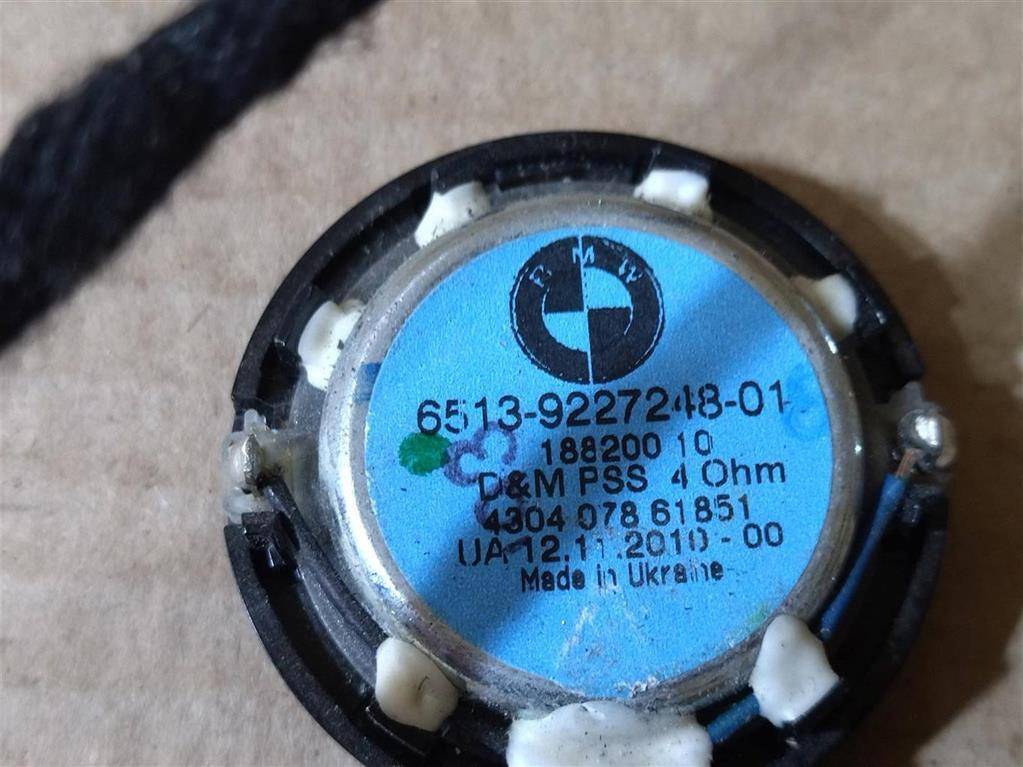 BMW
6513-9227248-01
188200 10
D&M PSS 4 Ohm
4304 078 61851
UA 12.11.2010 - 00
Made in Ukraine